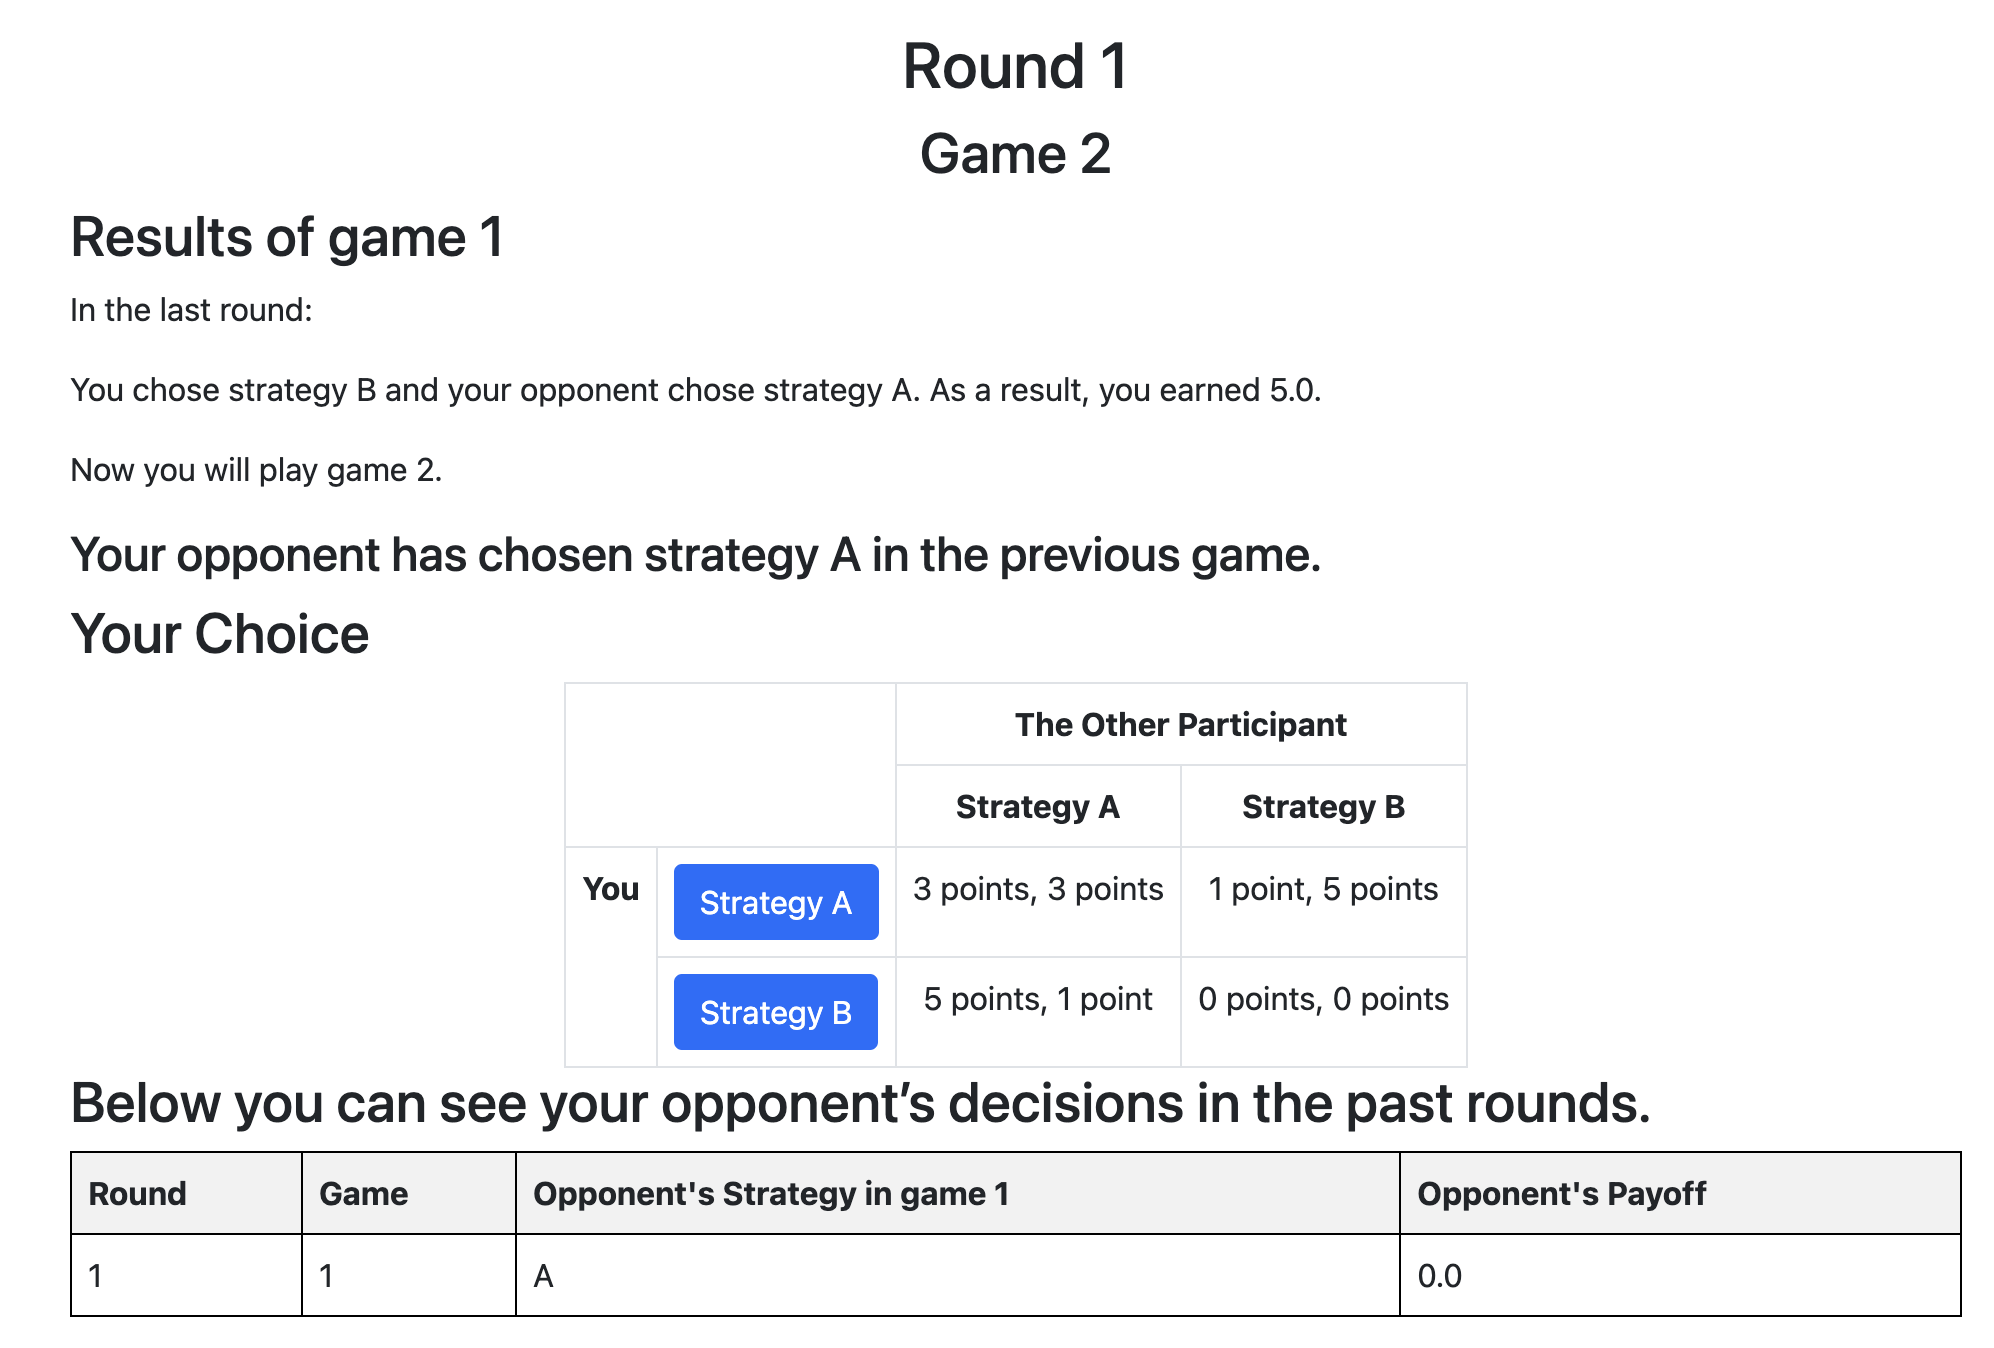 Round 1
Game 2
Results of game 1
In the last round:
You chose strategy B and your opponent chose strategy A. As a result, you earned 5.0.
Now you will play game 2.
Your opponent has chosen strategy A in the previous game.
Your Choice
The Other Participant
Strategy A Strategy B
You Strategy A 3 points, 3 points 1 point, 5 points
Strategy B 5 points, 1 point 0 points, 0 points
Below you can see your opponent’s decisions in the past rounds.
Round Game Opponent's Strategy in game 1 Opponent's Payoff
1 1 A 0.0